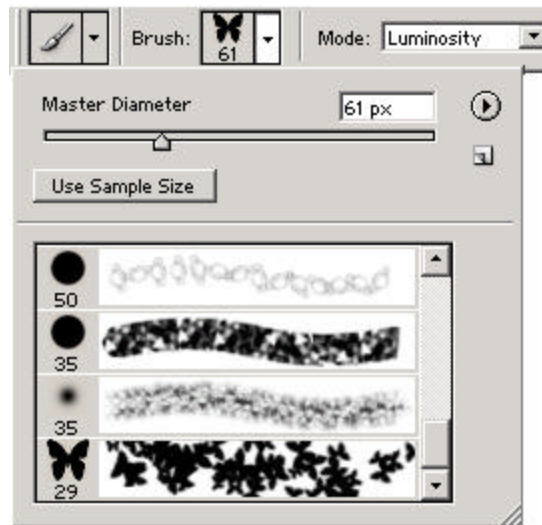 Brush: 61 Mode: Luminosity
Master Diameter 61 px
Use Sample Size
50
35
35
29